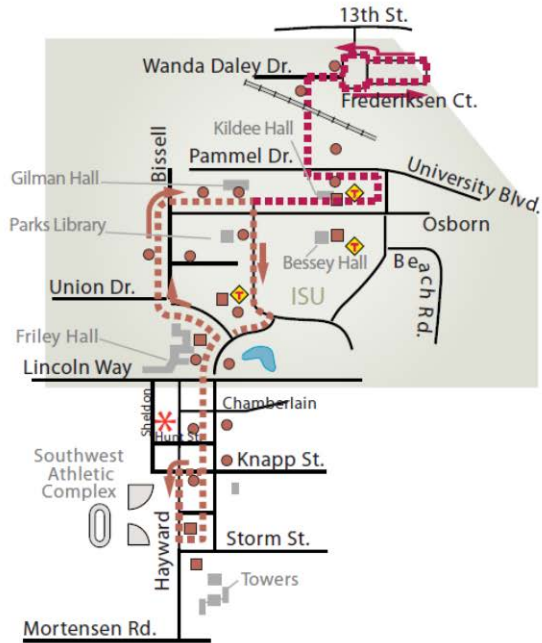 13th St.
Wanda Daley Dr.
Frederiksen Ct.
Kildee Hall
Bissell
Pammel Dr.
University Blvd.
Gilman Hall
T
Osborn
Parks Library
T
Bessey Hall
Beach Rd.
Union Dr.
T
ISU
Friley Hall
Lincoln Way
Sheldon
Chamberlain
Hunt St.
Southwest
Athletic
Complex
Knapp St.
Hayward
Storm St.
Towers
Mortensen Rd.